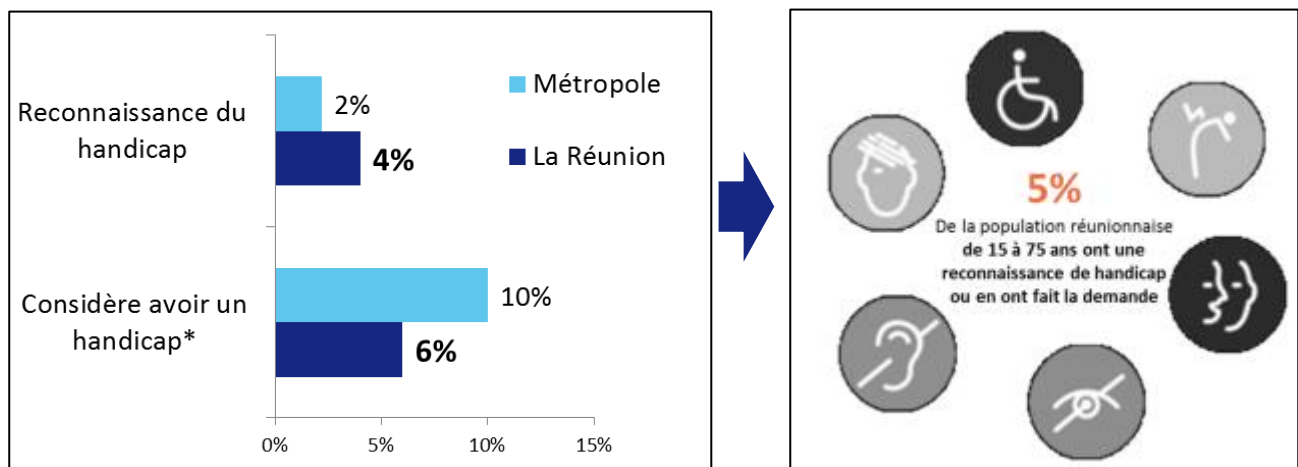 Reconnaissance du
handicap
2%
4%
Métropole
La Réunion
Considère avoir un
handicap*
10%
6%
0%
5%
10%
15%
5%
De la population réunionnaise
de 15 à 75 ans ont une
reconnaissance de handicap
ou en ont fait la demande